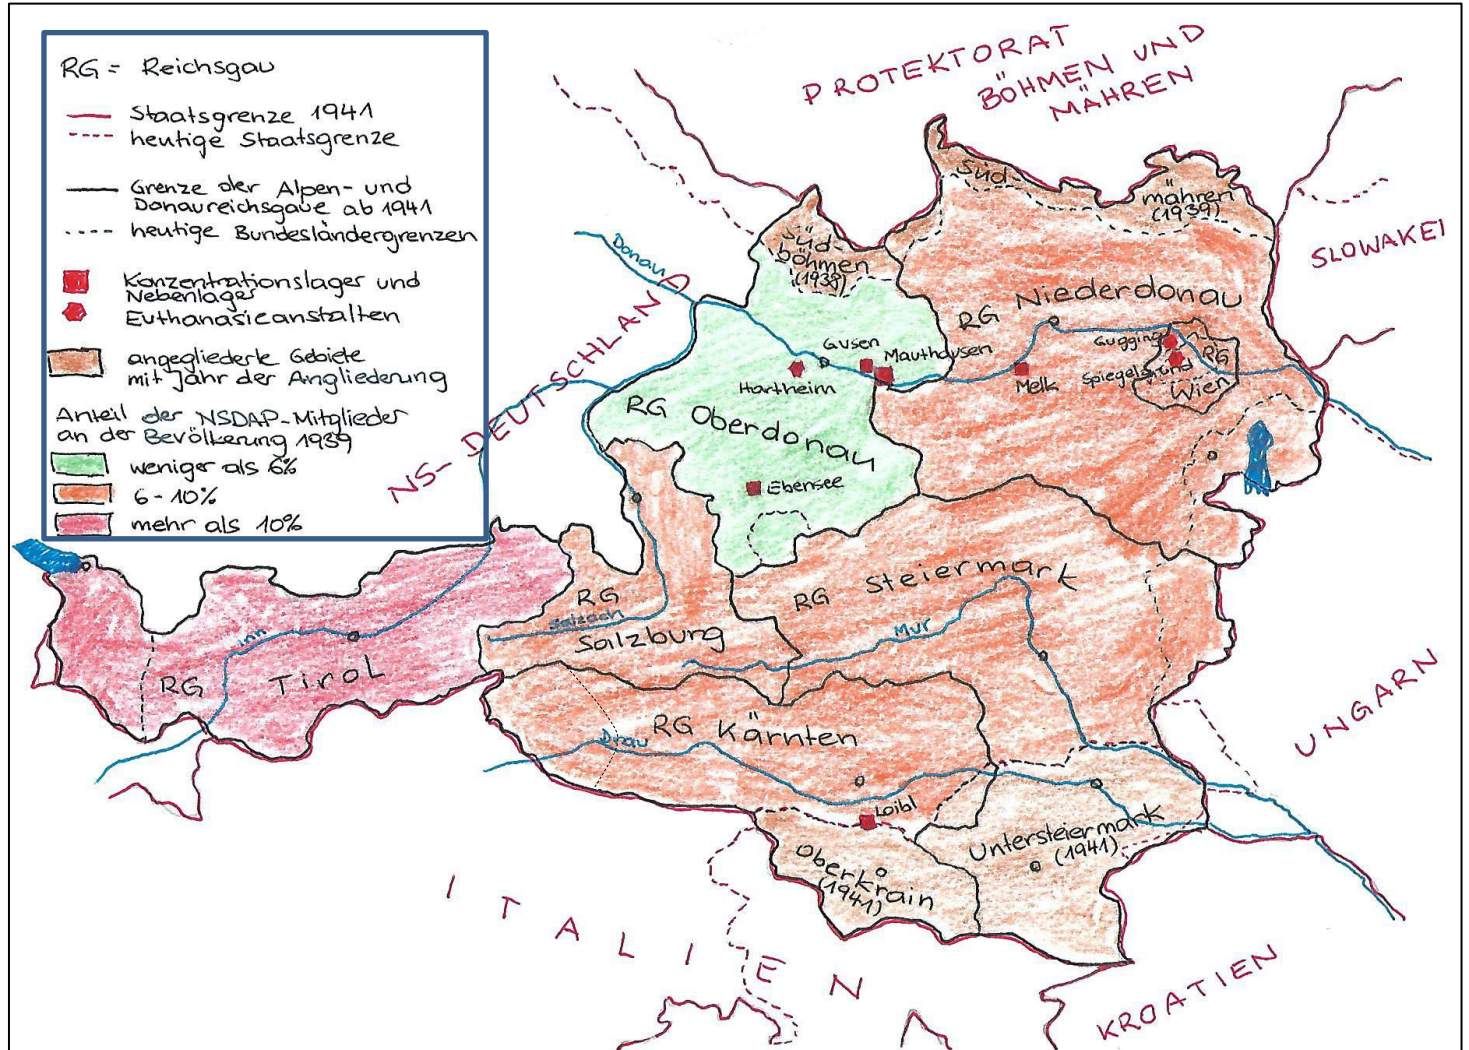 RG = Reichsgau
Staatsgrenze 1941
heutige Staatsgrenze
Grenze der Alpen- und
Donaureichsgaue ab 1941
heutige Bundesländergrenzen
Konzentrationslager und
Nebenlager
Euthanasieanstalten
angegliederte Gebiete
mit Jahr der Angliederung
Anteil der NSDAP-Mitglieder
an der Bevölkerung 1939
weniger als 6%
6-10%
mehr als 10%
PROTEKTORAT
BÖHMEN UND
MÄHREN
SLOWAKEI
UNGARN
KROATIEN
ITALIEN
NS-DEUTSCHLAND
Donau
Süd-
böhmen
(1938)
Süd-
mähren
(1939)
RG Niederdonau
Gugging
Spiegelgrund
RG
Wien
Melk
Gusen
Mauthausen
Hartheim
RG Oberdonau
Ebensee
RG Steiermark
Mur
RG
Salzach
Salzburg
Inn
RG Tirol
RG Kärnten
Drau
Loibl
Oberkrain
(1941)
Untersteiermark
(1941)